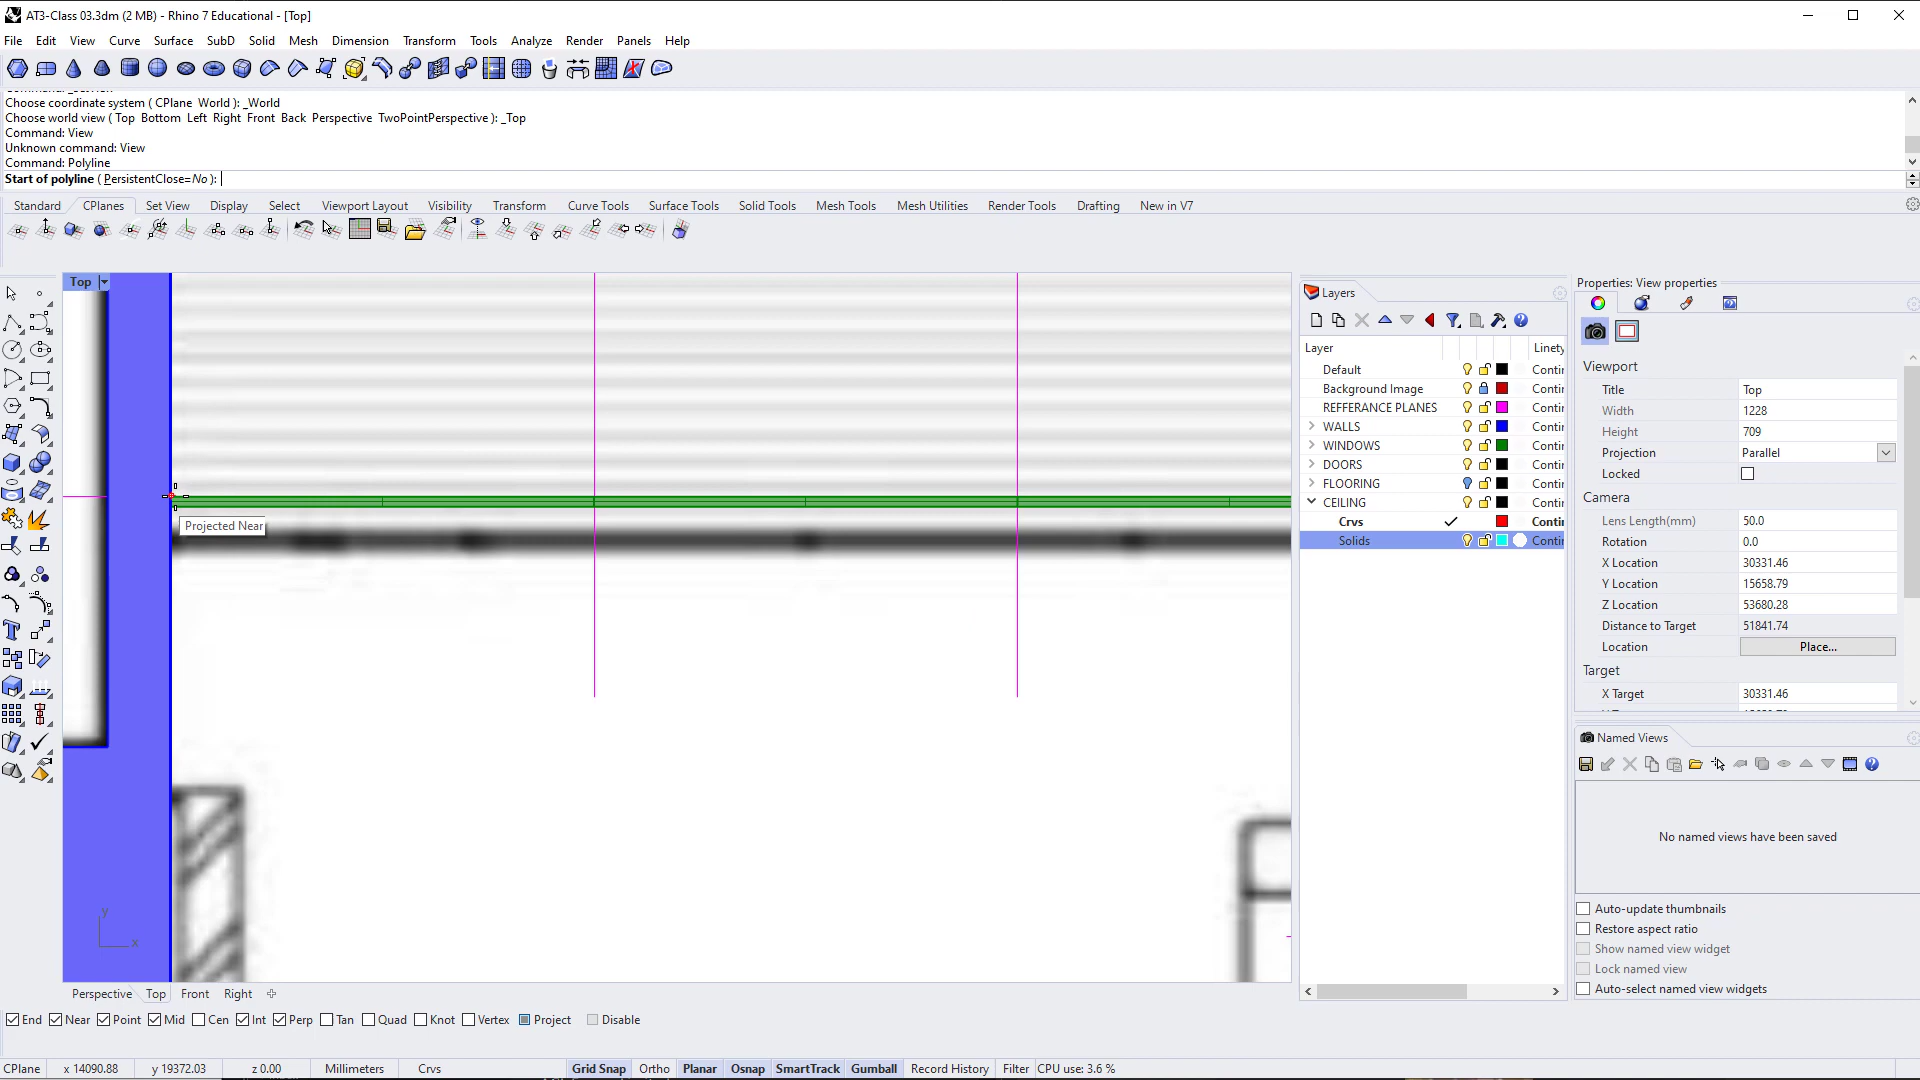 AT3-Class 03.3dm (2 MB) - Rhino 7 Educational - [Top]
File Edit View Curve Surface SubD Solid Mesh Dimension Transform Tools Analyze Render Panels Help
Choose coordinate system ( CPlane World ): _World
Choose world view ( Top Bottom Left Right Front Back Perspective TwoPointPerspective ): _Top
Command: View
Unknown command: View
Command: Polyline
Start of polyline ( PersistentClose=No ):
Standard CPlanes Set View Display Select Viewport Layout Visibility Transform Curve Tools Surface Tools Solid Tools Mesh Tools Mesh Utilities Render Tools Drafting New in V7
Top
Projected Near
y
x
Layers
Layer Linety
Default Contin
Background Image Contin
REFFERANCE PLANES Contin
WALLS Contin
WINDOWS Contin
DOORS Contin
FLOORING Contin
CEILING Contin
Crvs Contin
Solids Contin
Properties: View properties
Viewport
Title Top
Width 1228
Height 709
Projection Parallel
Locked
Camera
Lens Length(mm) 50.0
Rotation 0.0
X Location 30331.46
Y Location 15658.79
Z Location 53680.28
Distance to Target 51841.74
Location Place...
Target
X Target 30331.46
Named Views
No named views have been saved
Auto-update thumbnails
Restore aspect ratio
Show named view widget
Lock named view
Auto-select named view widgets
Perspective Top Front Right
End Near Point Mid Cen Int Perp Tan Quad Knot Vertex Project Disable
CPlane x 14090.88 y 19372.03 z 0.00 Millimeters Crvs Grid Snap Ortho Planar Osnap SmartTrack Gumball Record History Filter CPU use: 3.6 %